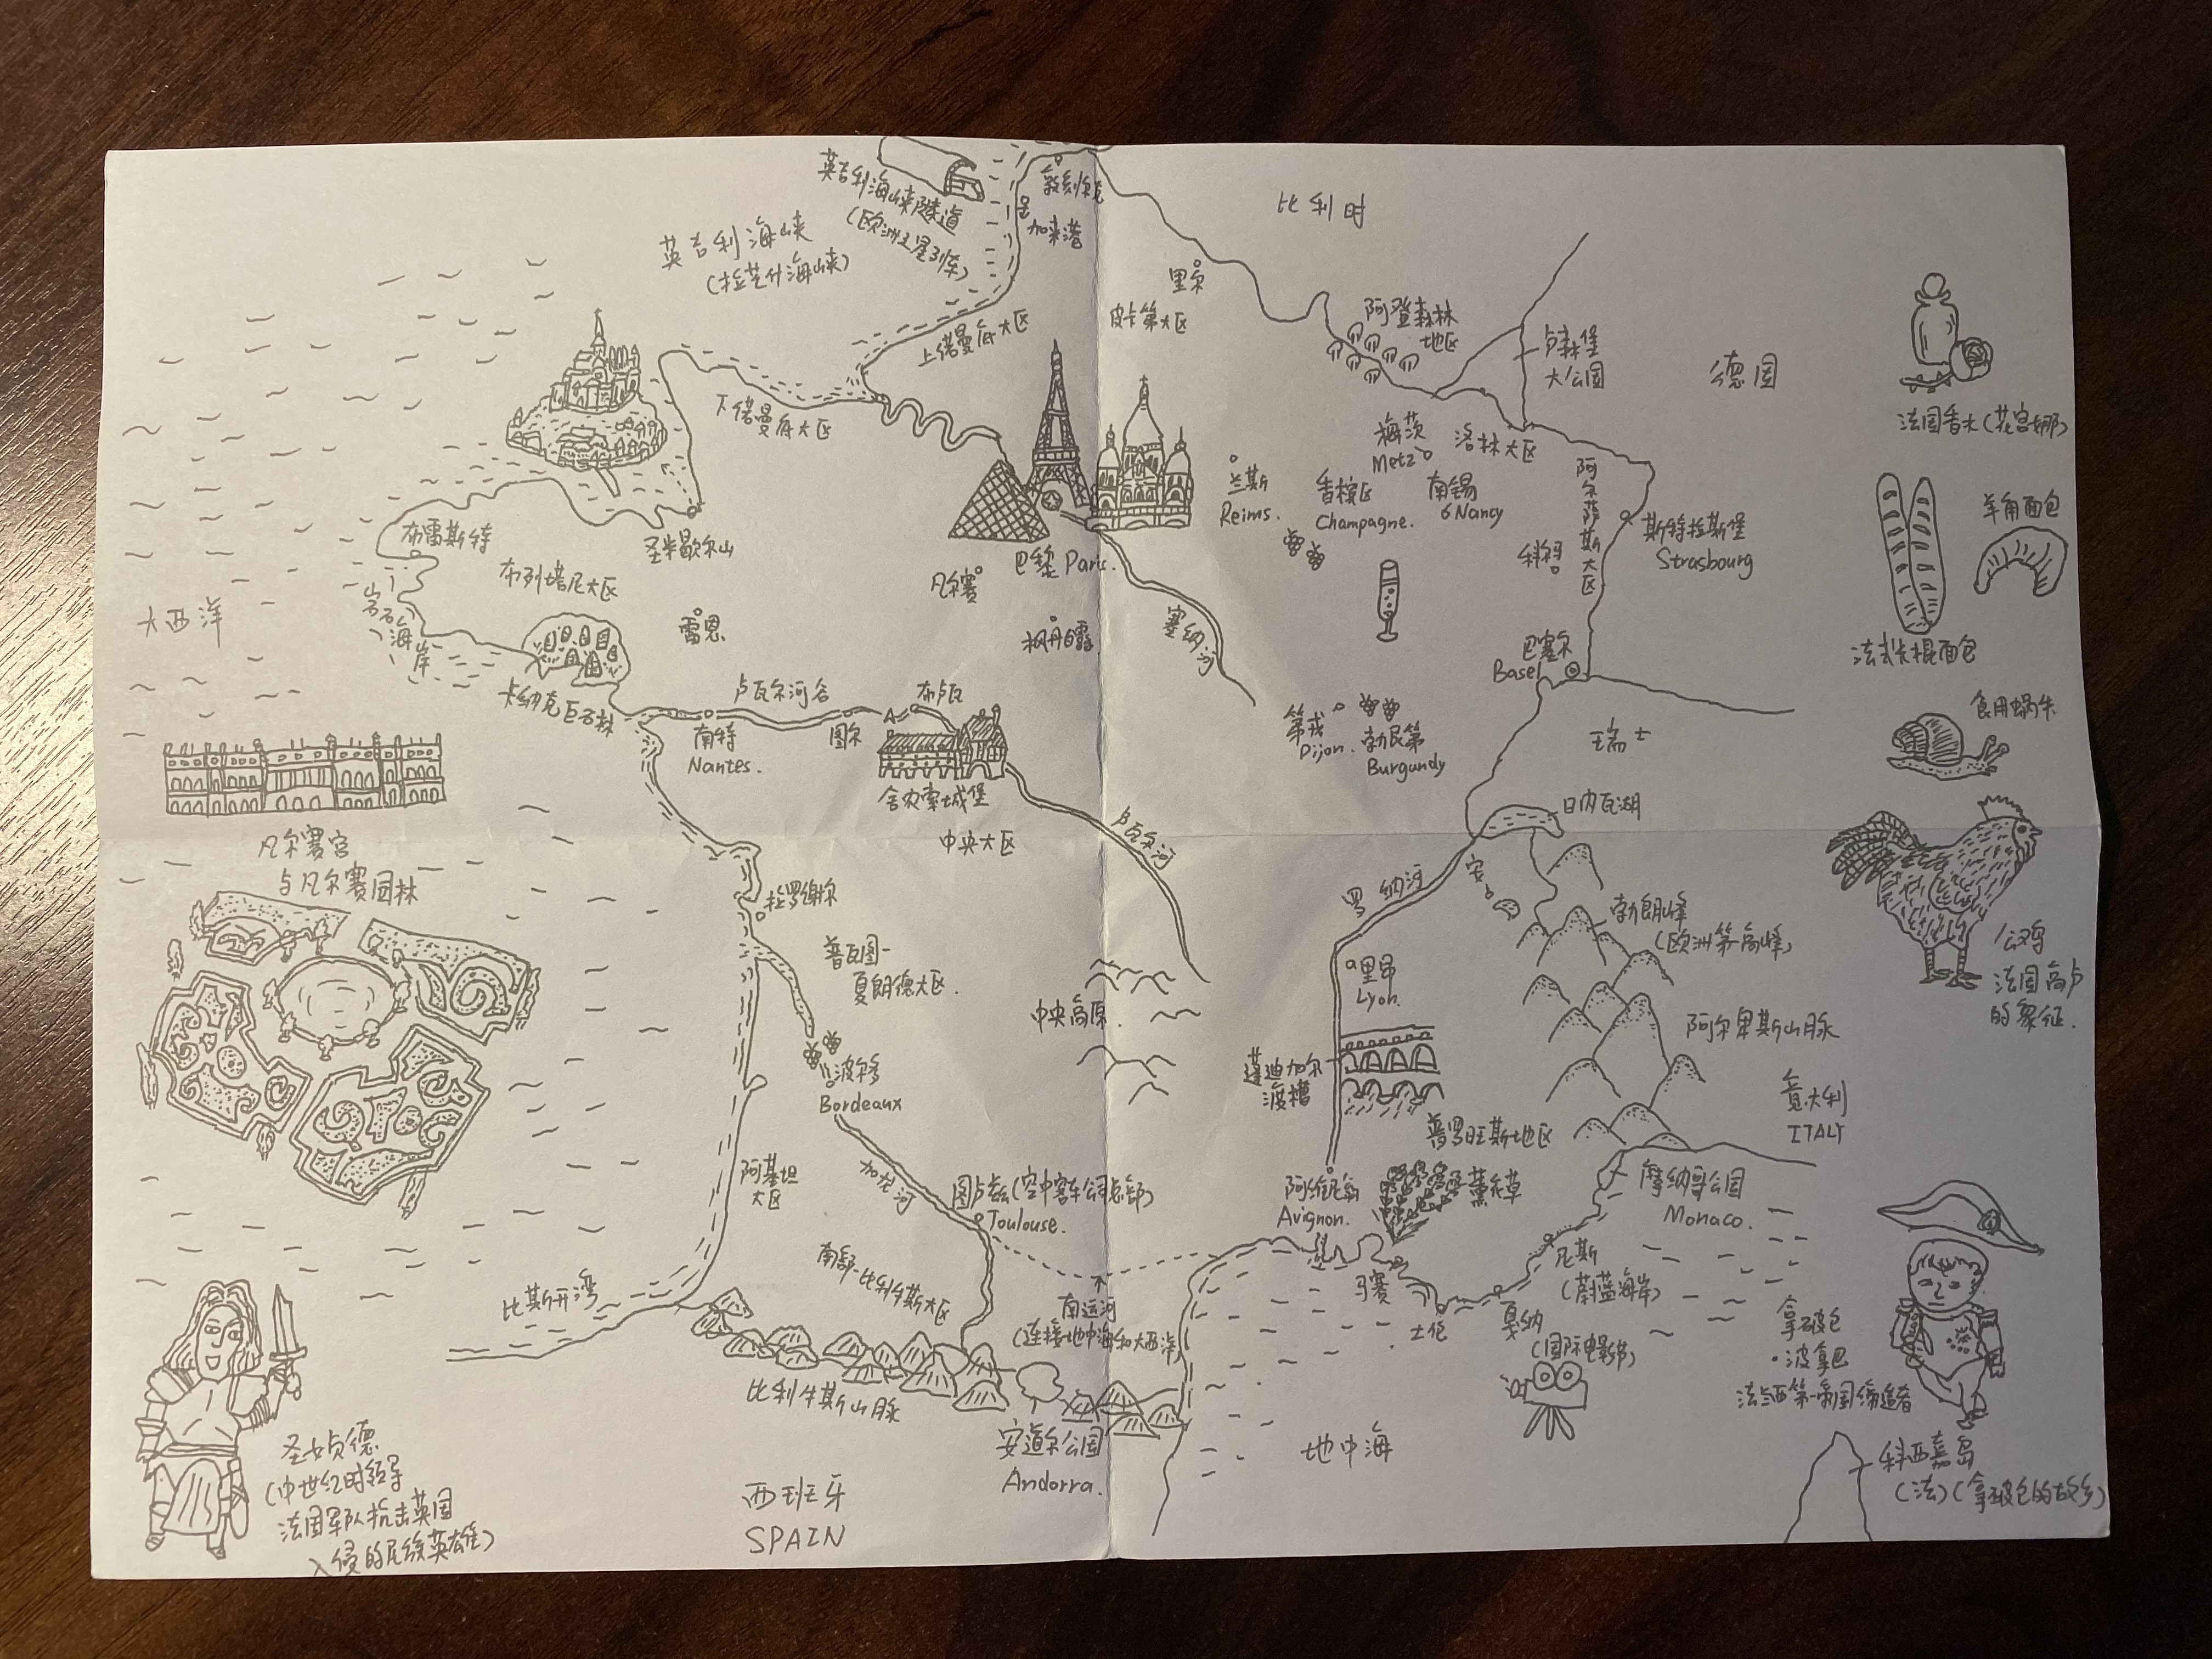 英吉利海峡隧道
(欧洲之星列车)
敦刻尔克
加来港
英吉利海峡
(拉芒什海峡)
比利时
里尔
皮卡第大区
上诺曼底大区
下诺曼底大区
阿登森林
地区
卢森堡
大公国
德国
法国香水(花宫娜)
梅茨
Metz
洛林大区
兰斯
Reims.
香槟区
Champagne.
南锡
Nancy
阿尔萨斯大区
斯特拉斯堡
Strasbourg
科玛
羊角面包
法式长棍面包
布雷斯特
圣米歇尔山
巴黎 Paris.
凡尔赛
布列塔尼大区
大西洋
岩石海岸
雷恩
枫丹白露
塞纳河
巴塞尔
Basel
食用蜗牛
卡纳克巨石林
卢瓦尔河谷
布卢瓦
南特
Nantes.
图尔
第戎
Dijon.
勃艮第
Burgundy
瑞士
舍农索城堡
中央大区
卢瓦尔河
日内瓦湖
凡尔赛宫
与凡尔赛园林
拉罗谢尔
罗纳河
勃朗峰
(欧洲第一高峰)
公鸡
法国高卢
的象征.
普瓦图-
夏朗德大区.
里昂
Lyon.
中央高原.
阿尔卑斯山脉
波尔多
Bordeaux
蓬迪加尔
渡槽
意大利
ITALY
普罗旺斯地区
薰衣草
阿基坦
大区
加龙河
图卢兹(空中客车公司总部)
Toulouse.
阿维尼翁
Avignon.
摩纳哥公国
Monaco.
南部-比利牛斯大区
比斯开湾
南运河
(连接地中海和大西洋)
马赛
土伦
尼斯
(蔚蓝海岸)
戛纳
(国际电影节)
拿破仑
·波拿巴
法兰西第一帝国缔造者
比利牛斯山脉
安道尔公国
Andorra.
地中海
科西嘉岛
(法)(拿破仑的故乡)
圣女贞德
(中世纪时领导
法国军队抗击英国
入侵的民族英雄)
西班牙
SPAIN